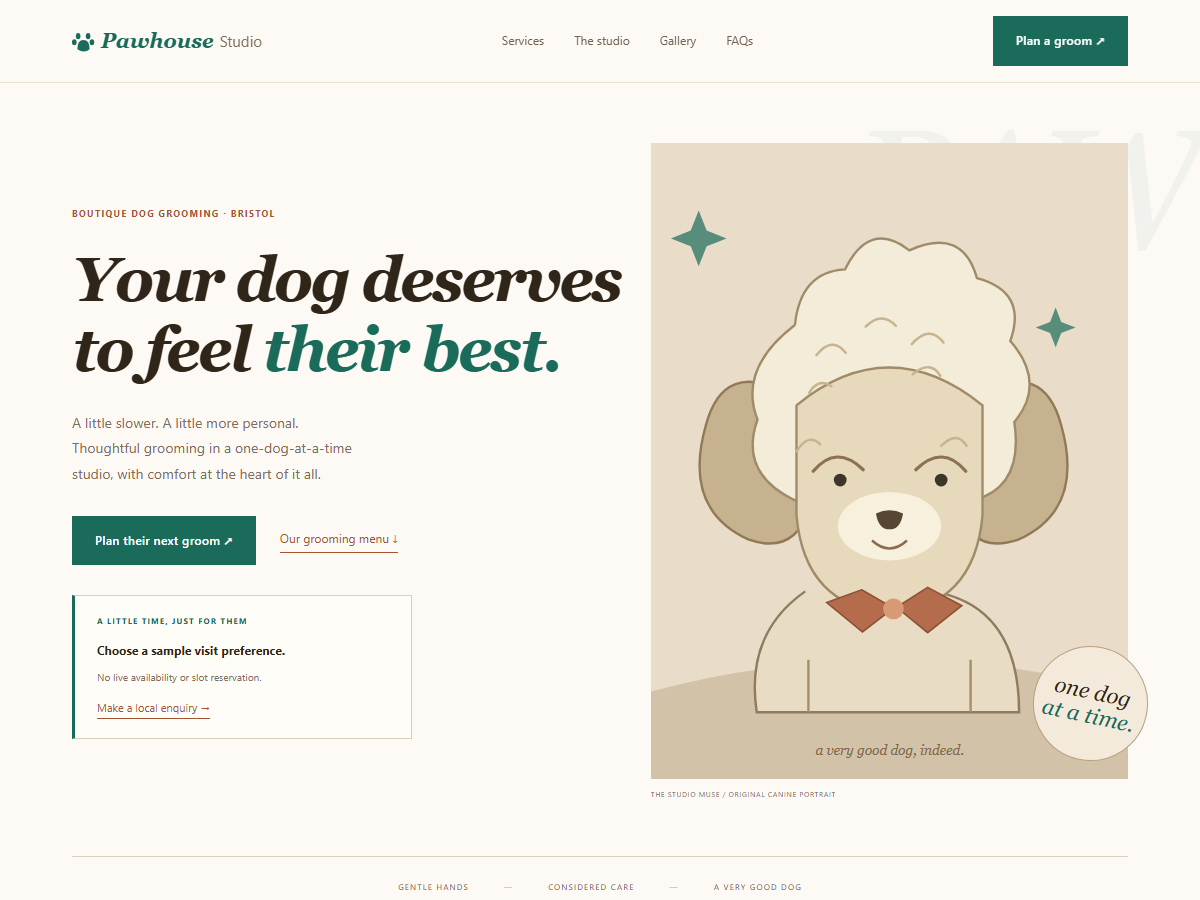 Pawhouse Studio
Services
The studio
Gallery
FAQs
Plan a groom ↗
PAW
BOUTIQUE DOG GROOMING · BRISTOL
Your dog deserves
to feel their best.
A little slower. A little more personal.
Thoughtful grooming in a one-dog-at-a-time
studio, with comfort at the heart of it all.
Plan their next groom ↗
Our grooming menu ↓
A LITTLE TIME, JUST FOR THEM
Choose a sample visit preference.
No live availability or slot reservation.
Make a local enquiry →
one dog
at a time.
a very good dog, indeed.
THE STUDIO MUSE / ORIGINAL CANINE PORTRAIT
GENTLE HANDS — CONSIDERED CARE — A VERY GOOD DOG